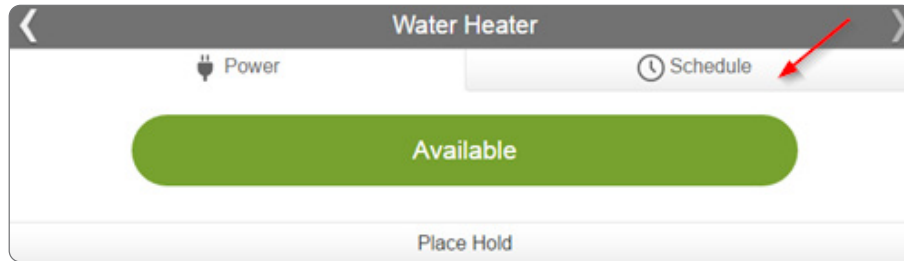 Water Heater
Power
Schedule
Available
Place Hold